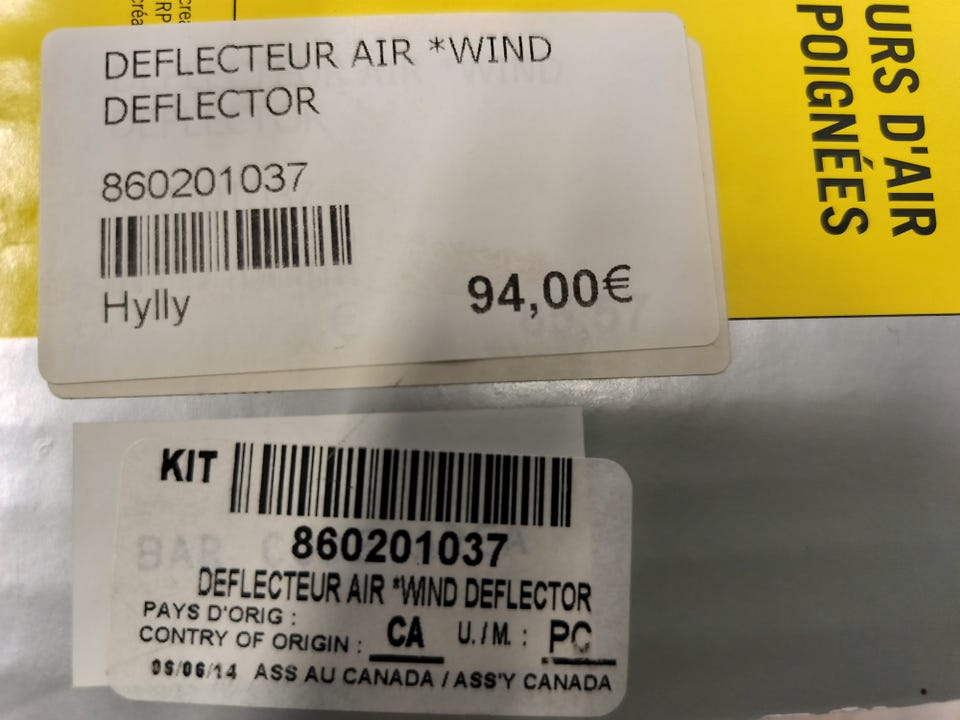 DEFLECTEUR AIR *WIND
DEFLECTOR
860201037
Hylly
94,00€
URS D'AIR
POIGNÉES
KIT
860201037
DEFLECTEUR AIR *WIND DEFLECTOR
PAYS D'ORIG :
CONTRY OF ORIGIN : CA U./M. : PC
06/14 ASS AU CANADA / ASS'Y CANADA